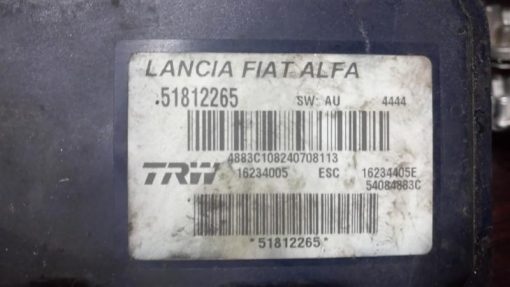 LANCIA FIAT ALFA
.51812265 SW: AU 4444
4883C108240708113
TRW 16234005 ESC 16234405E
54084883C
*51812265*